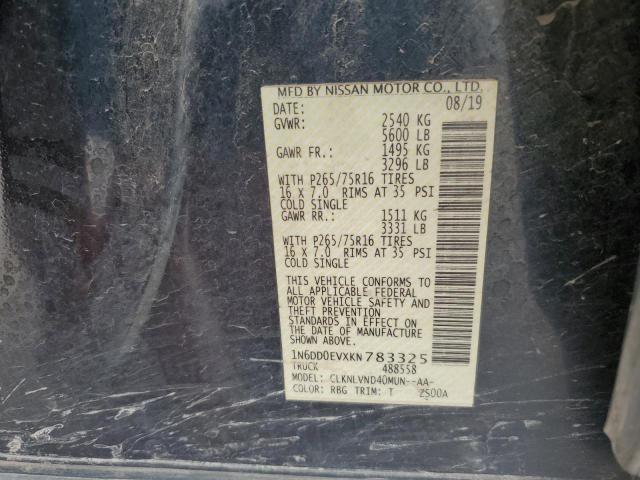 MFD BY NISSAN MOTOR CO., LTD.
DATE: 08/19
GVWR: 2540 KG
5600 LB
GAWR FR.: 1495 KG
3296 LB
WITH P265/75R16 TIRES
16 X 7.0 RIMS AT 35 PSI
COLD SINGLE
GAWR RR.: 1511 KG
3331 LB
WITH P265/75R16 TIRES
16 X 7.0 RIMS AT 35 PSI
COLD SINGLE
THIS VEHICLE CONFORMS TO
ALL APPLICABLE FEDERAL
MOTOR VEHICLE SAFETY AND
THEFT PREVENTION
STANDARDS IN EFFECT ON
THE DATE OF MANUFACTURE
SHOWN ABOVE.
1N6DD0EVXKN783325
TRUCK 488558
MODEL: CLKNLVND40MUN--AA-
COLOR: RBG TRIM: T 2S00A